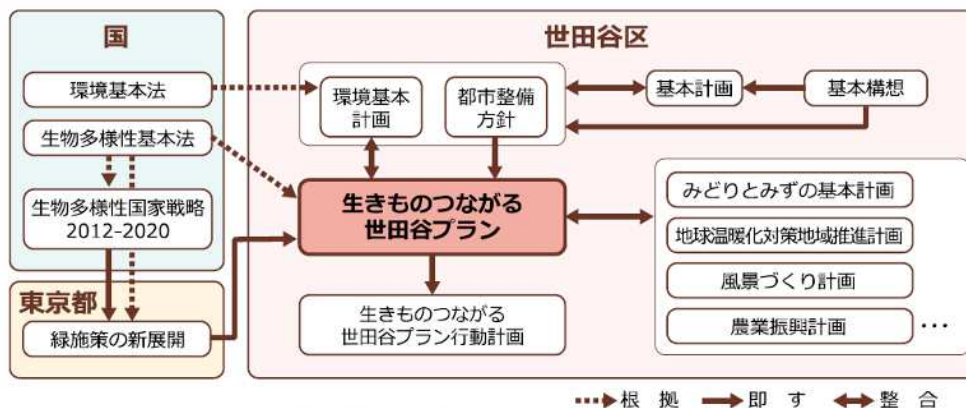 国
環境基本法
生物多様性基本法
生物多様性国家戦略
2012-2020
東京都
緑施策の新展開
世田谷区
環境基本
計画
都市整備
方針
基本計画
基本構想
生きものつながる
世田谷プラン
生きものつながる
世田谷プラン行動計画
みどりとみずの基本計画
地球温暖化対策地域推進計画
風景づくり計画
農業振興計画
…
根 拠
即 す
整 合